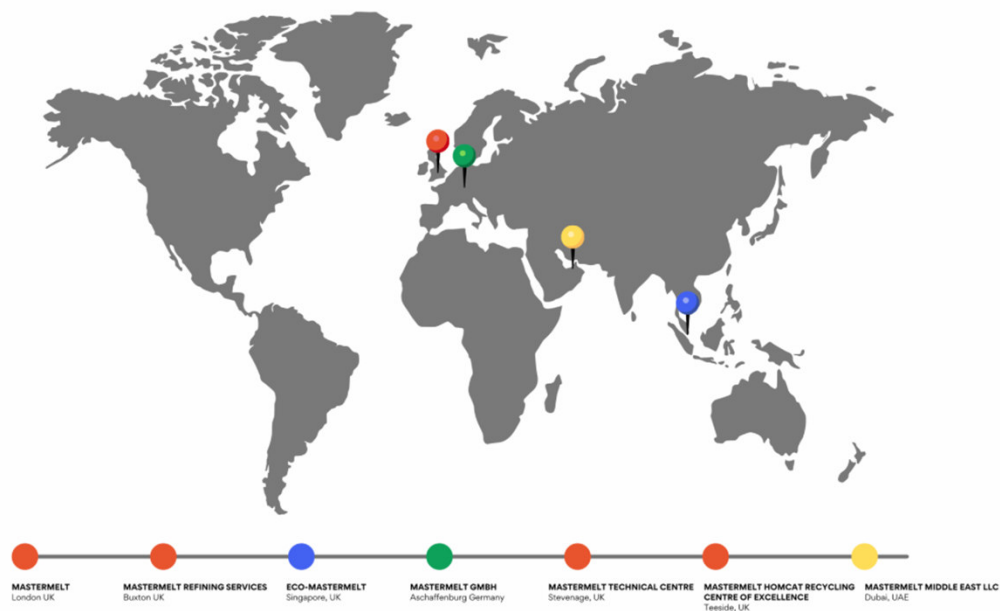 MASTERMELT
London UK
MASTERMELT REFINING SERVICES
Buxton UK
ECO-MASTERMELT
Singapore, UK
MASTERMELT GMBH
Aschaffenburg Germany
MASTERMELT TECHNICAL CENTRE
Stevenage, UK
MASTERMELT HOMCAT RECYCLING
CENTRE OF EXCELLENCE
Teeside, UK
MASTERMELT MIDDLE EAST LLC
Dubai, UAE